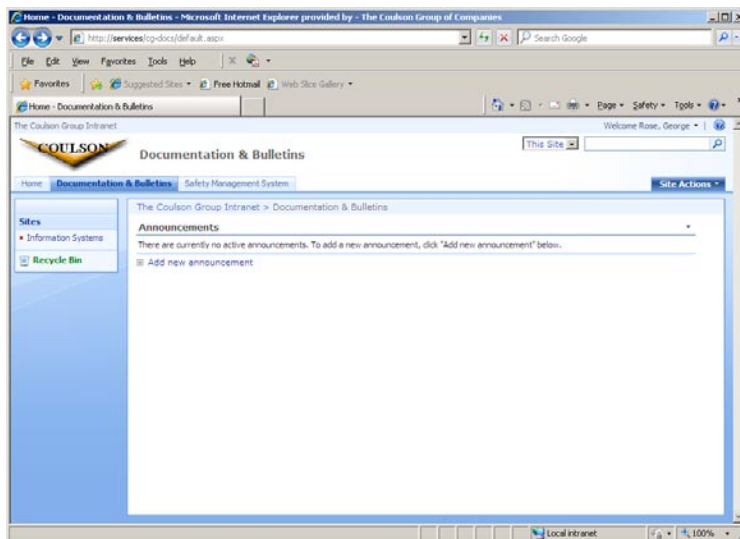 Home - Documentation & Bulletins - Microsoft Internet Explorer provided by - The Coulson Group of Companies
http://services/cg-docs/default.aspx
Search Google
File Edit View Favorites Tools Help
Favorites Suggested Sites Free Hotmail Web Slice Gallery
Home - Documentation & Bulletins
Page Safety Tools
The Coulson Group Intranet
Welcome Rose, George
COULSON
Documentation & Bulletins
This Site
Home Documentation & Bulletins Safety Management System
Site Actions
The Coulson Group Intranet > Documentation & Bulletins
Sites
Information Systems
Recycle Bin
Announcements
There are currently no active announcements. To add a new announcement, click "Add new announcement" below.
Add new announcement
Local intranet
100%